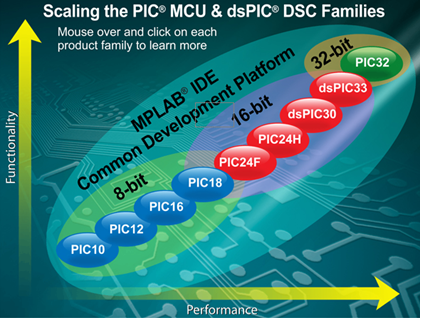 Scaling the PIC® MCU & dsPIC® DSC Families
Mouse over and click on each
product family to learn more
Functionality
MPLAB® IDE
Common Development Platform
32-bit
PIC32
dsPIC33
16-bit
dsPIC30
PIC24H
PIC24F
8-bit
PIC18
PIC16
PIC12
PIC10
Performance